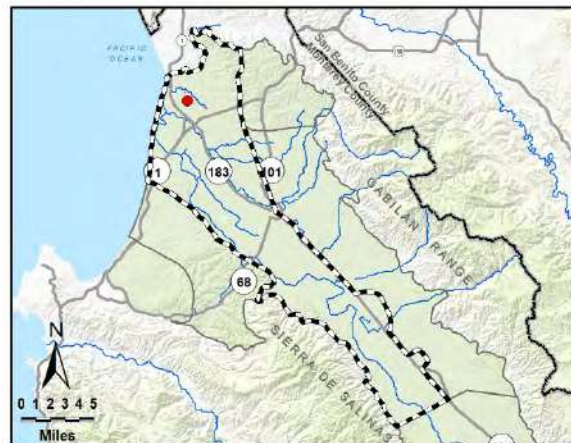 1
PACIFIC
OCEAN
San Benito County
Monterey County
1
183
101
GABILAN RANGE
68
SIERRA DE SALINAS
N
0 1 2 3 4 5
Miles